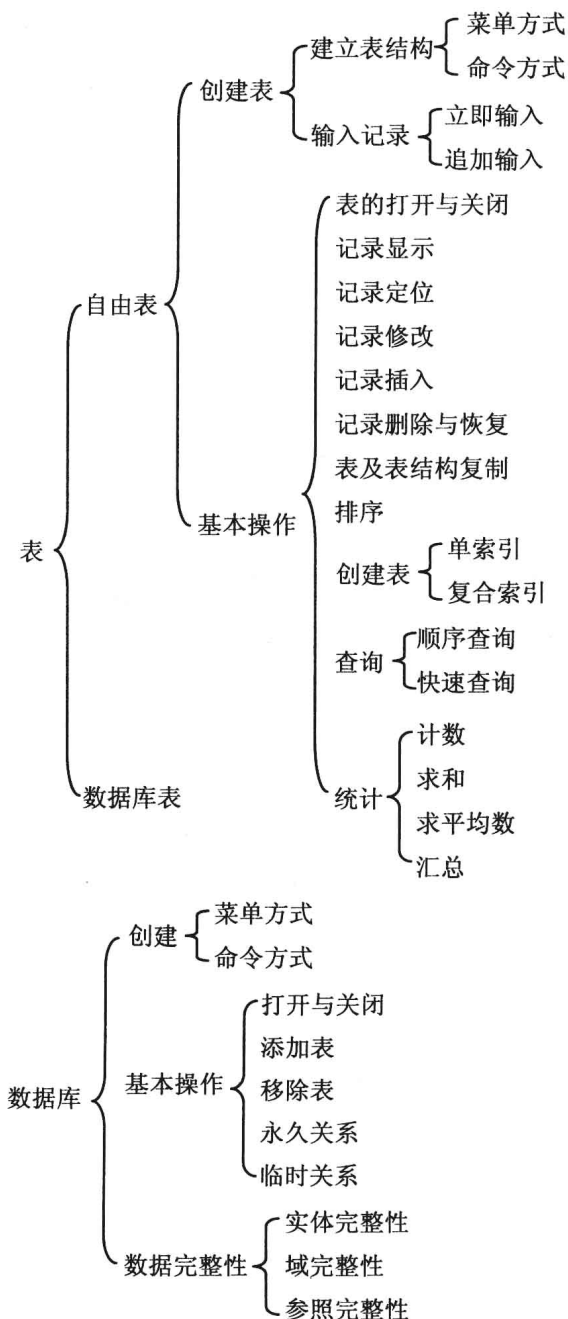 表
自由表
创建表
建立表结构
菜单方式
命令方式
输入记录
立即输入
追加输入
基本操作
表的打开与关闭
记录显示
记录定位
记录修改
记录插入
记录删除与恢复
表及表结构复制
排序
创建表
单索引
复合索引
查询
顺序查询
快速查询
统计
计数
求和
求平均数
汇总
数据库表
数据库
创建
菜单方式
命令方式
基本操作
打开与关闭
添加表
移除表
永久关系
临时关系
数据完整性
实体完整性
域完整性
参照完整性